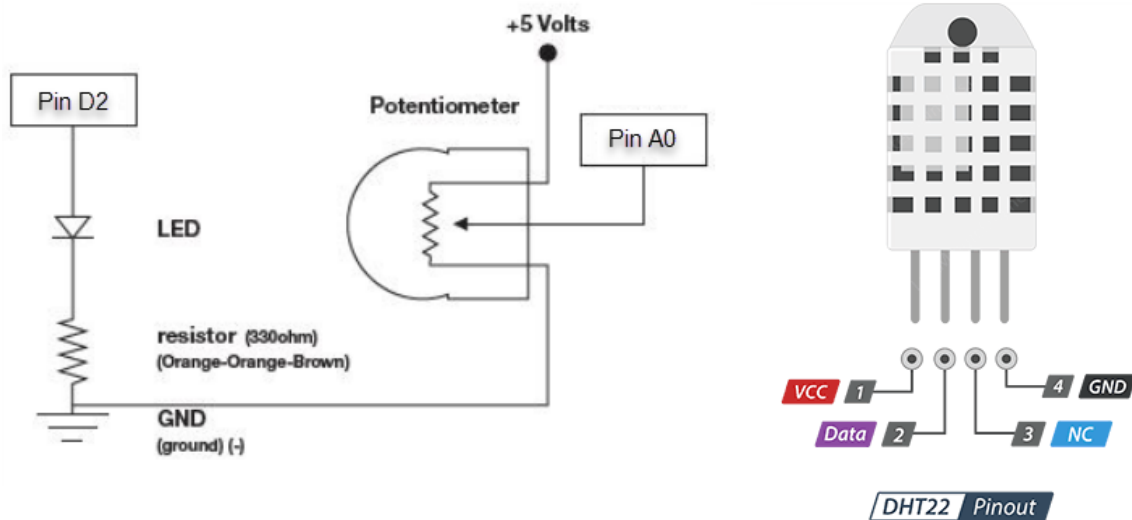 +5 Volts
Pin D2
Potentiometer
Pin A0
LED
resistor (330ohm)
(Orange-Orange-Brown)
GND
(ground) (-)
VCC 1
4 GND
Data 2
3 NC
DHT22 Pinout